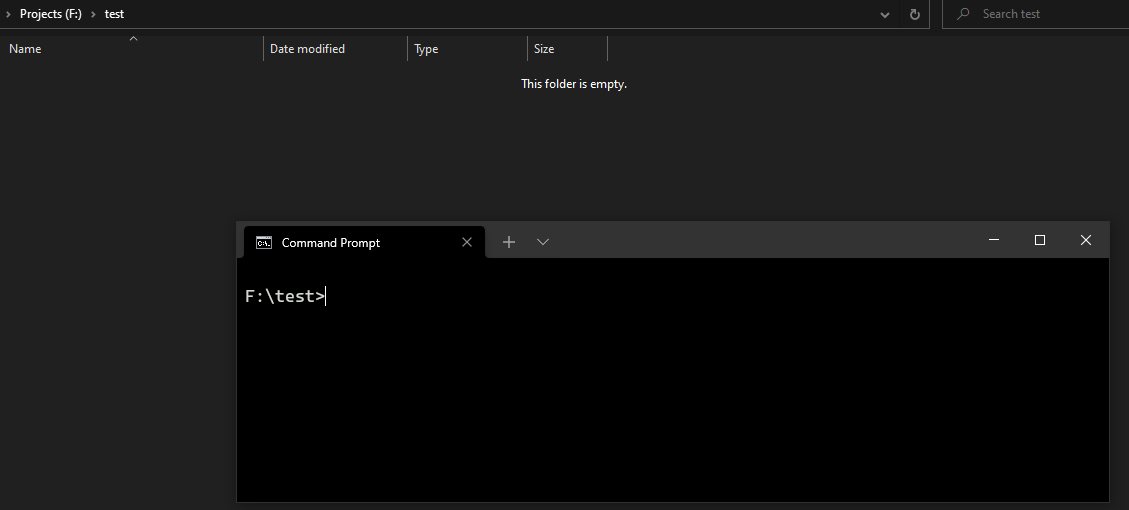 Projects (F:) test
Search test
Name Date modified Type Size
This folder is empty.
Command Prompt
F:\test>